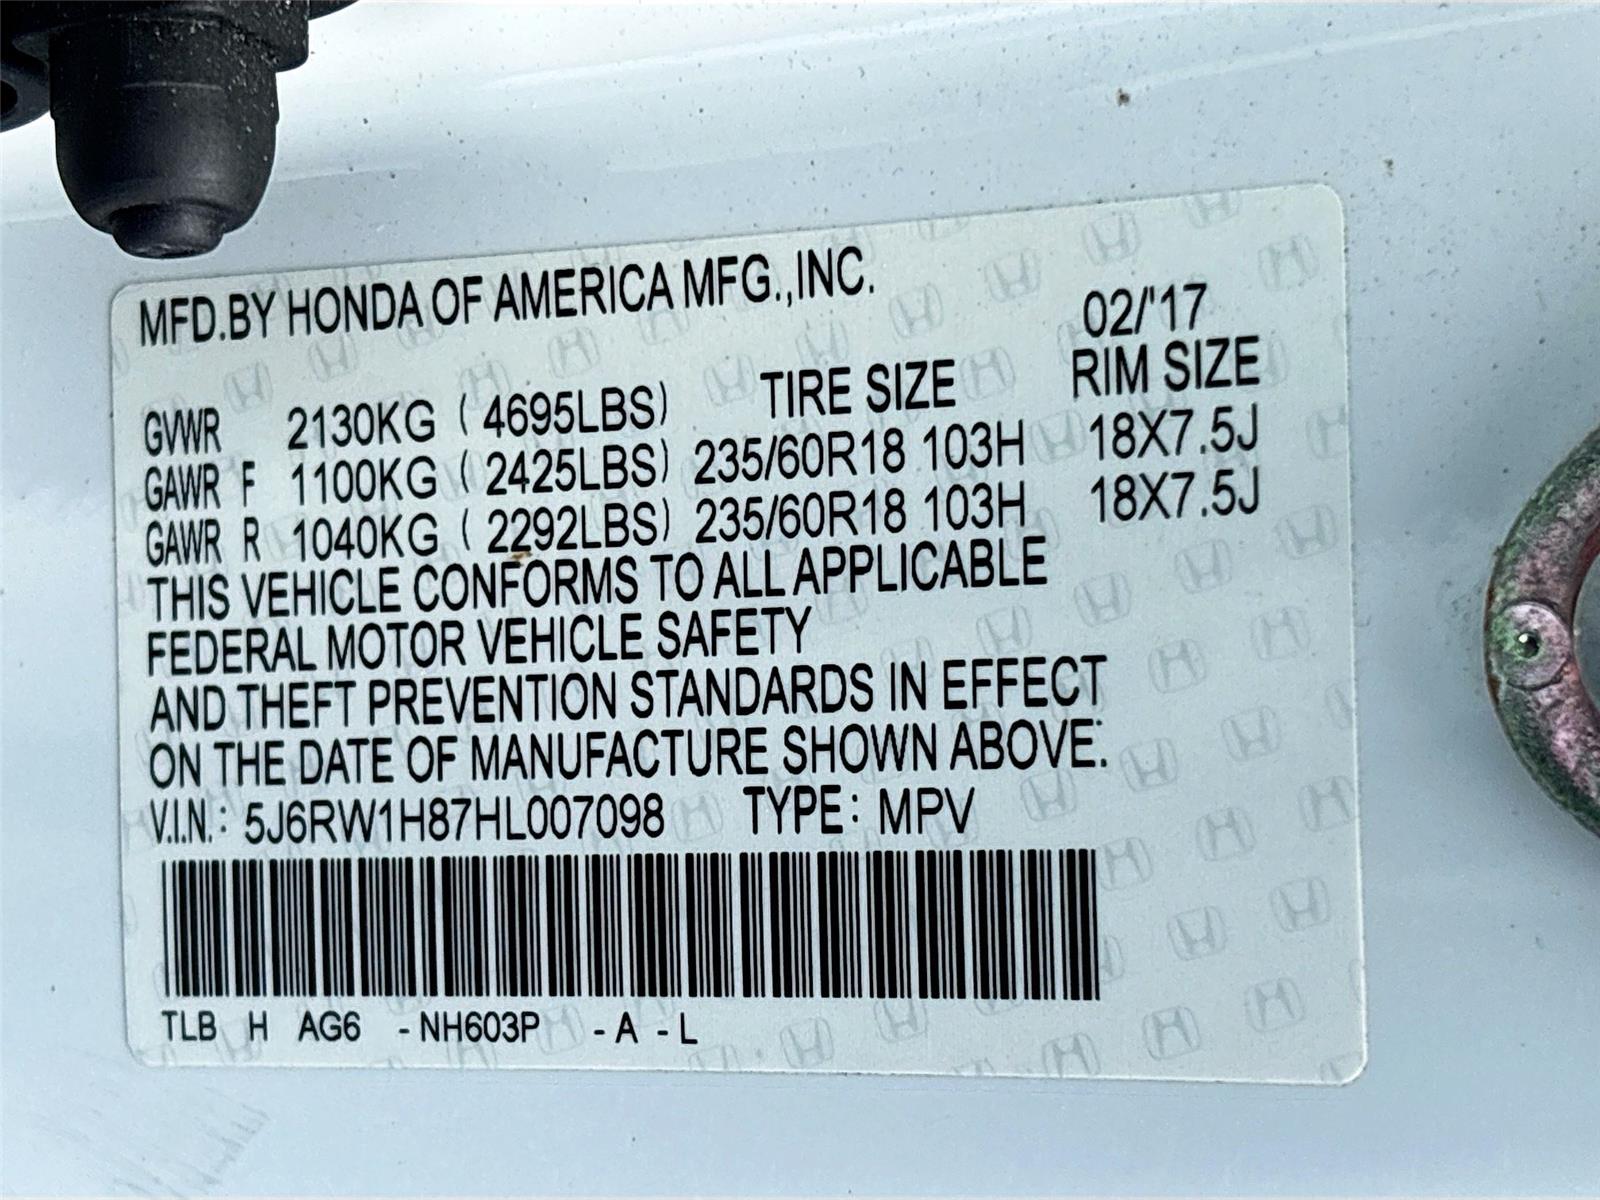 MFD.BY HONDA OF AMERICA MFG.,INC.
02/'17
TIRE SIZE RIM SIZE
GVWR 2130KG (4695LBS)
GAWR F 1100KG (2425LBS) 235/60R18 103H 18X7.5J
GAWR R 1040KG (2292LBS) 235/60R18 103H 18X7.5J
THIS VEHICLE CONFORMS TO ALL APPLICABLE
FEDERAL MOTOR VEHICLE SAFETY
AND THEFT PREVENTION STANDARDS IN EFFECT
ON THE DATE OF MANUFACTURE SHOWN ABOVE.
V.I.N.: 5J6RW1H87HL007098 TYPE: MPV
TLB H AG6 -NH603P -A -L